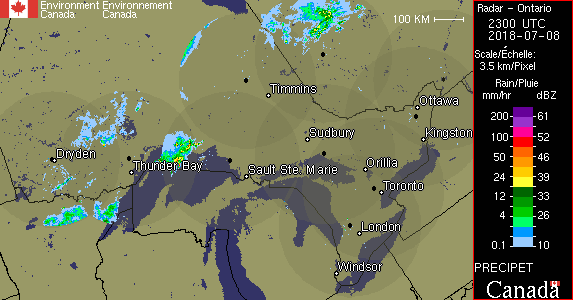 Environment Environnement
Canada Canada
100 KM
Timmins
Ottawa
Sudbury
Kingston
Dryden
Thunder Bay
Sault Ste. Marie
Orillia
Toronto
London
Windsor
Radar - Ontario
2300 UTC
2018-07-08
Scale/Échelle:
3.5 km/Pixel
Rain/Pluie
mm/hr dBZ
200 61
100 52
50 46
24 39
12 33
4 26
0.1 10
PRECIPET
Canada